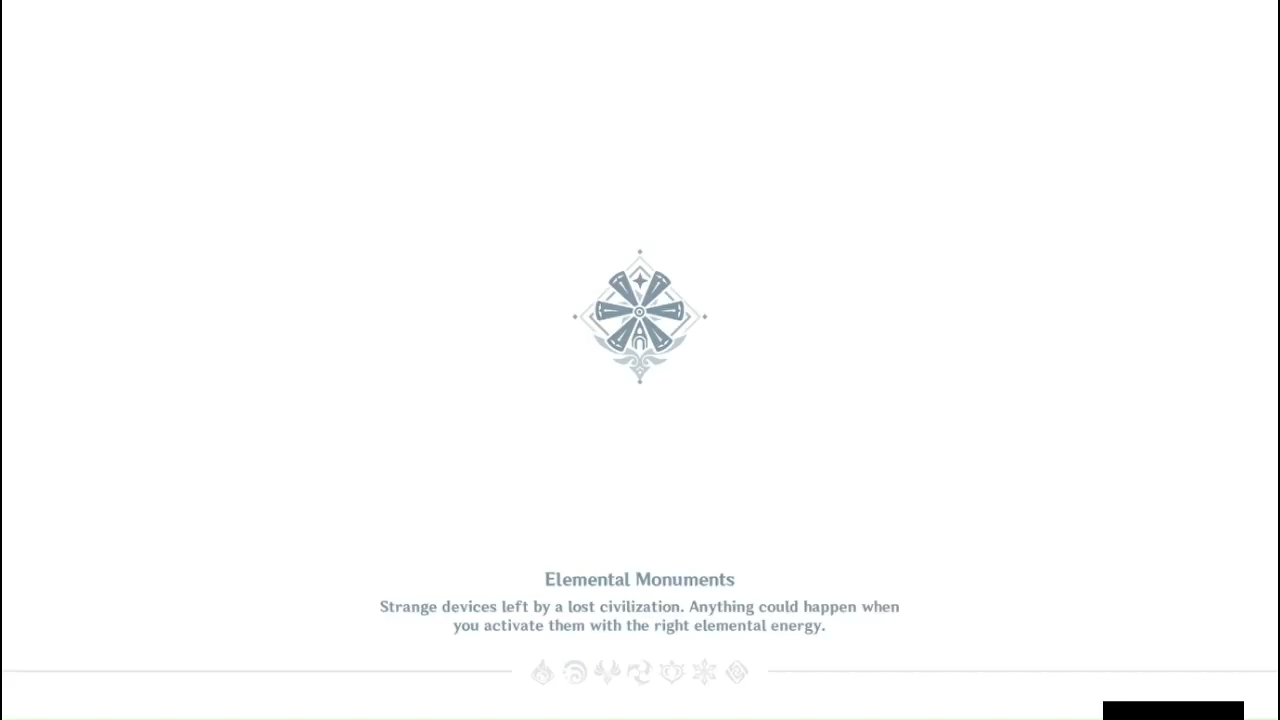 Elemental Monuments
Strange devices left by a lost civilization. Anything could happen when
you activate them with the right elemental energy.